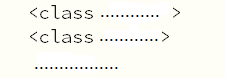 <class ............ >
<class ............>
.................